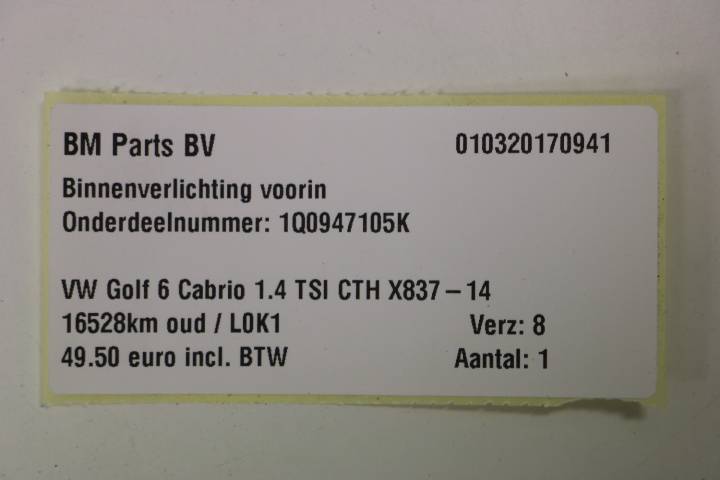 BM Parts BV 010320170941
Binnenverlichting voorin
Onderdeelnummer: 1Q0947105K
VW Golf 6 Cabrio 1.4 TSI CTH X837-14
16528km oud / L0K1 Verz: 8
49.50 euro incl. BTW Aantal: 1